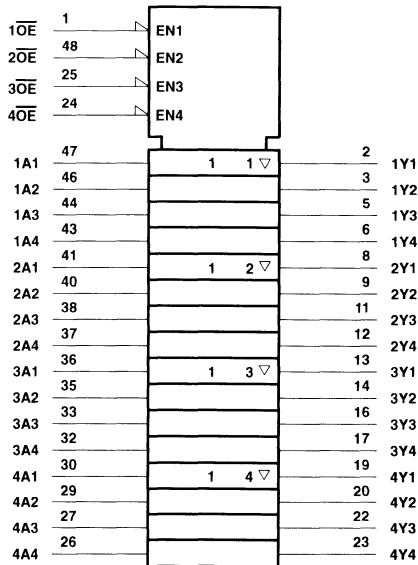 1O̅E̅ 1 EN1
2O̅E̅ 48 EN2
3O̅E̅ 25 EN3
4O̅E̅ 24 EN4
1A1 47 1 1 ▽ 2 1Y1
1A2 46 3 1Y2
1A3 44 5 1Y3
1A4 43 6 1Y4
2A1 41 1 2 ▽ 8 2Y1
2A2 40 9 2Y2
2A3 38 11 2Y3
2A4 37 12 2Y4
3A1 36 1 3 ▽ 13 3Y1
3A2 35 14 3Y2
3A3 33 16 3Y3
3A4 32 17 3Y4
4A1 30 1 4 ▽ 19 4Y1
4A2 29 20 4Y2
4A3 27 22 4Y3
4A4 26 23 4Y4